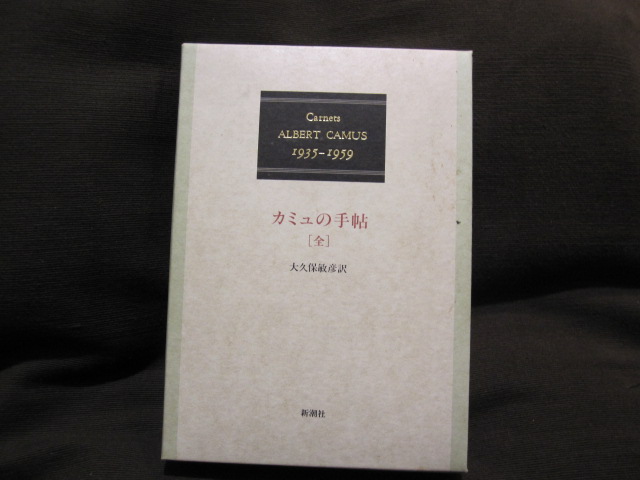 Carnets
ALBERT CAMUS
1935-1959
カミュの手帖
[全]
大久保敏彦訳
新潮社